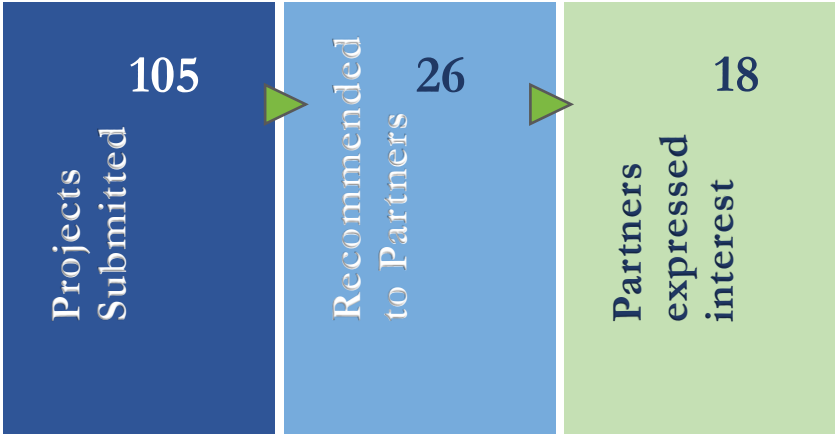 105
Projects
Submitted
26
Recommended
to Partners
18
Partners
expressed
interest